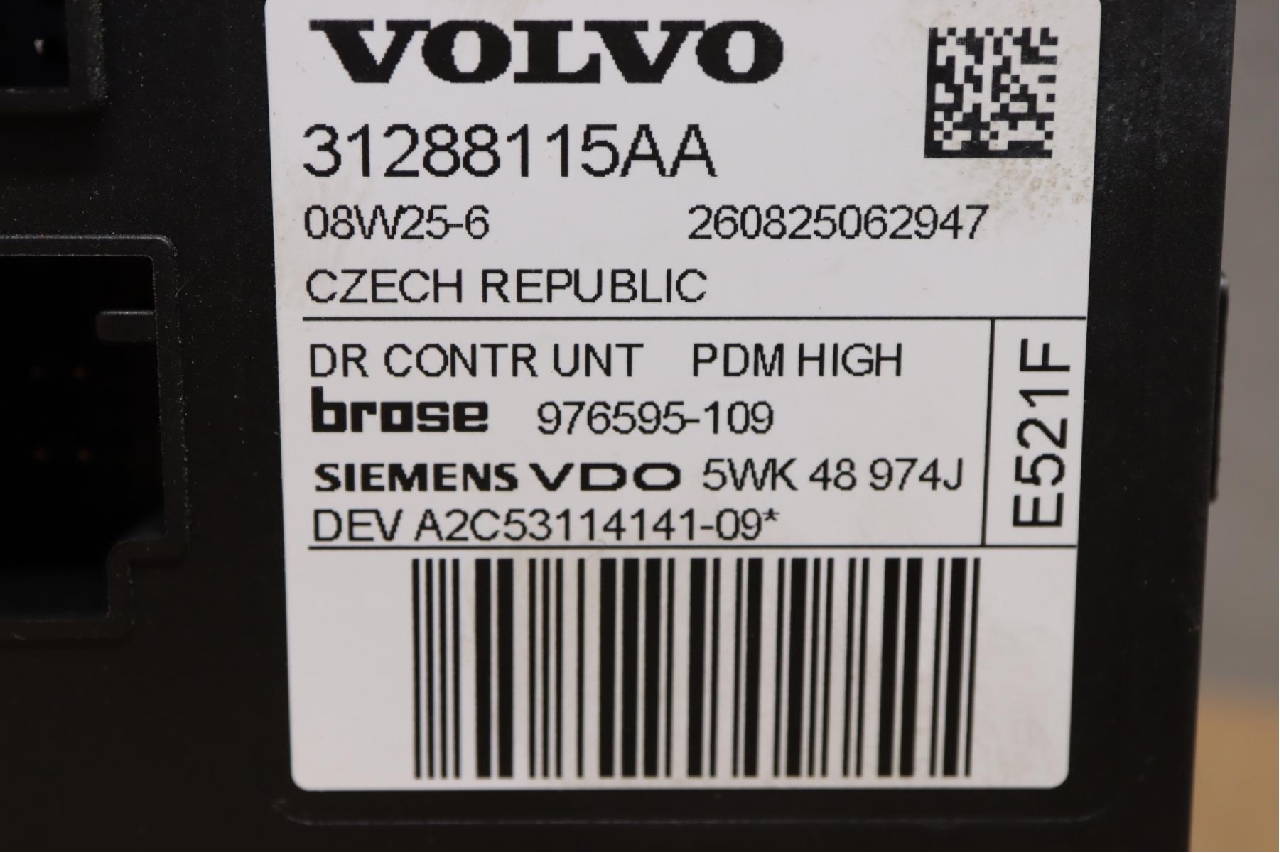 VOLVO
31288115AA
08W25-6 260825062947
CZECH REPUBLIC
DR CONTR UNT PDM HIGH
brose 976595-109
SIEMENS VDO 5WK 48 974J
DEV A2C53114141-09*
E521F